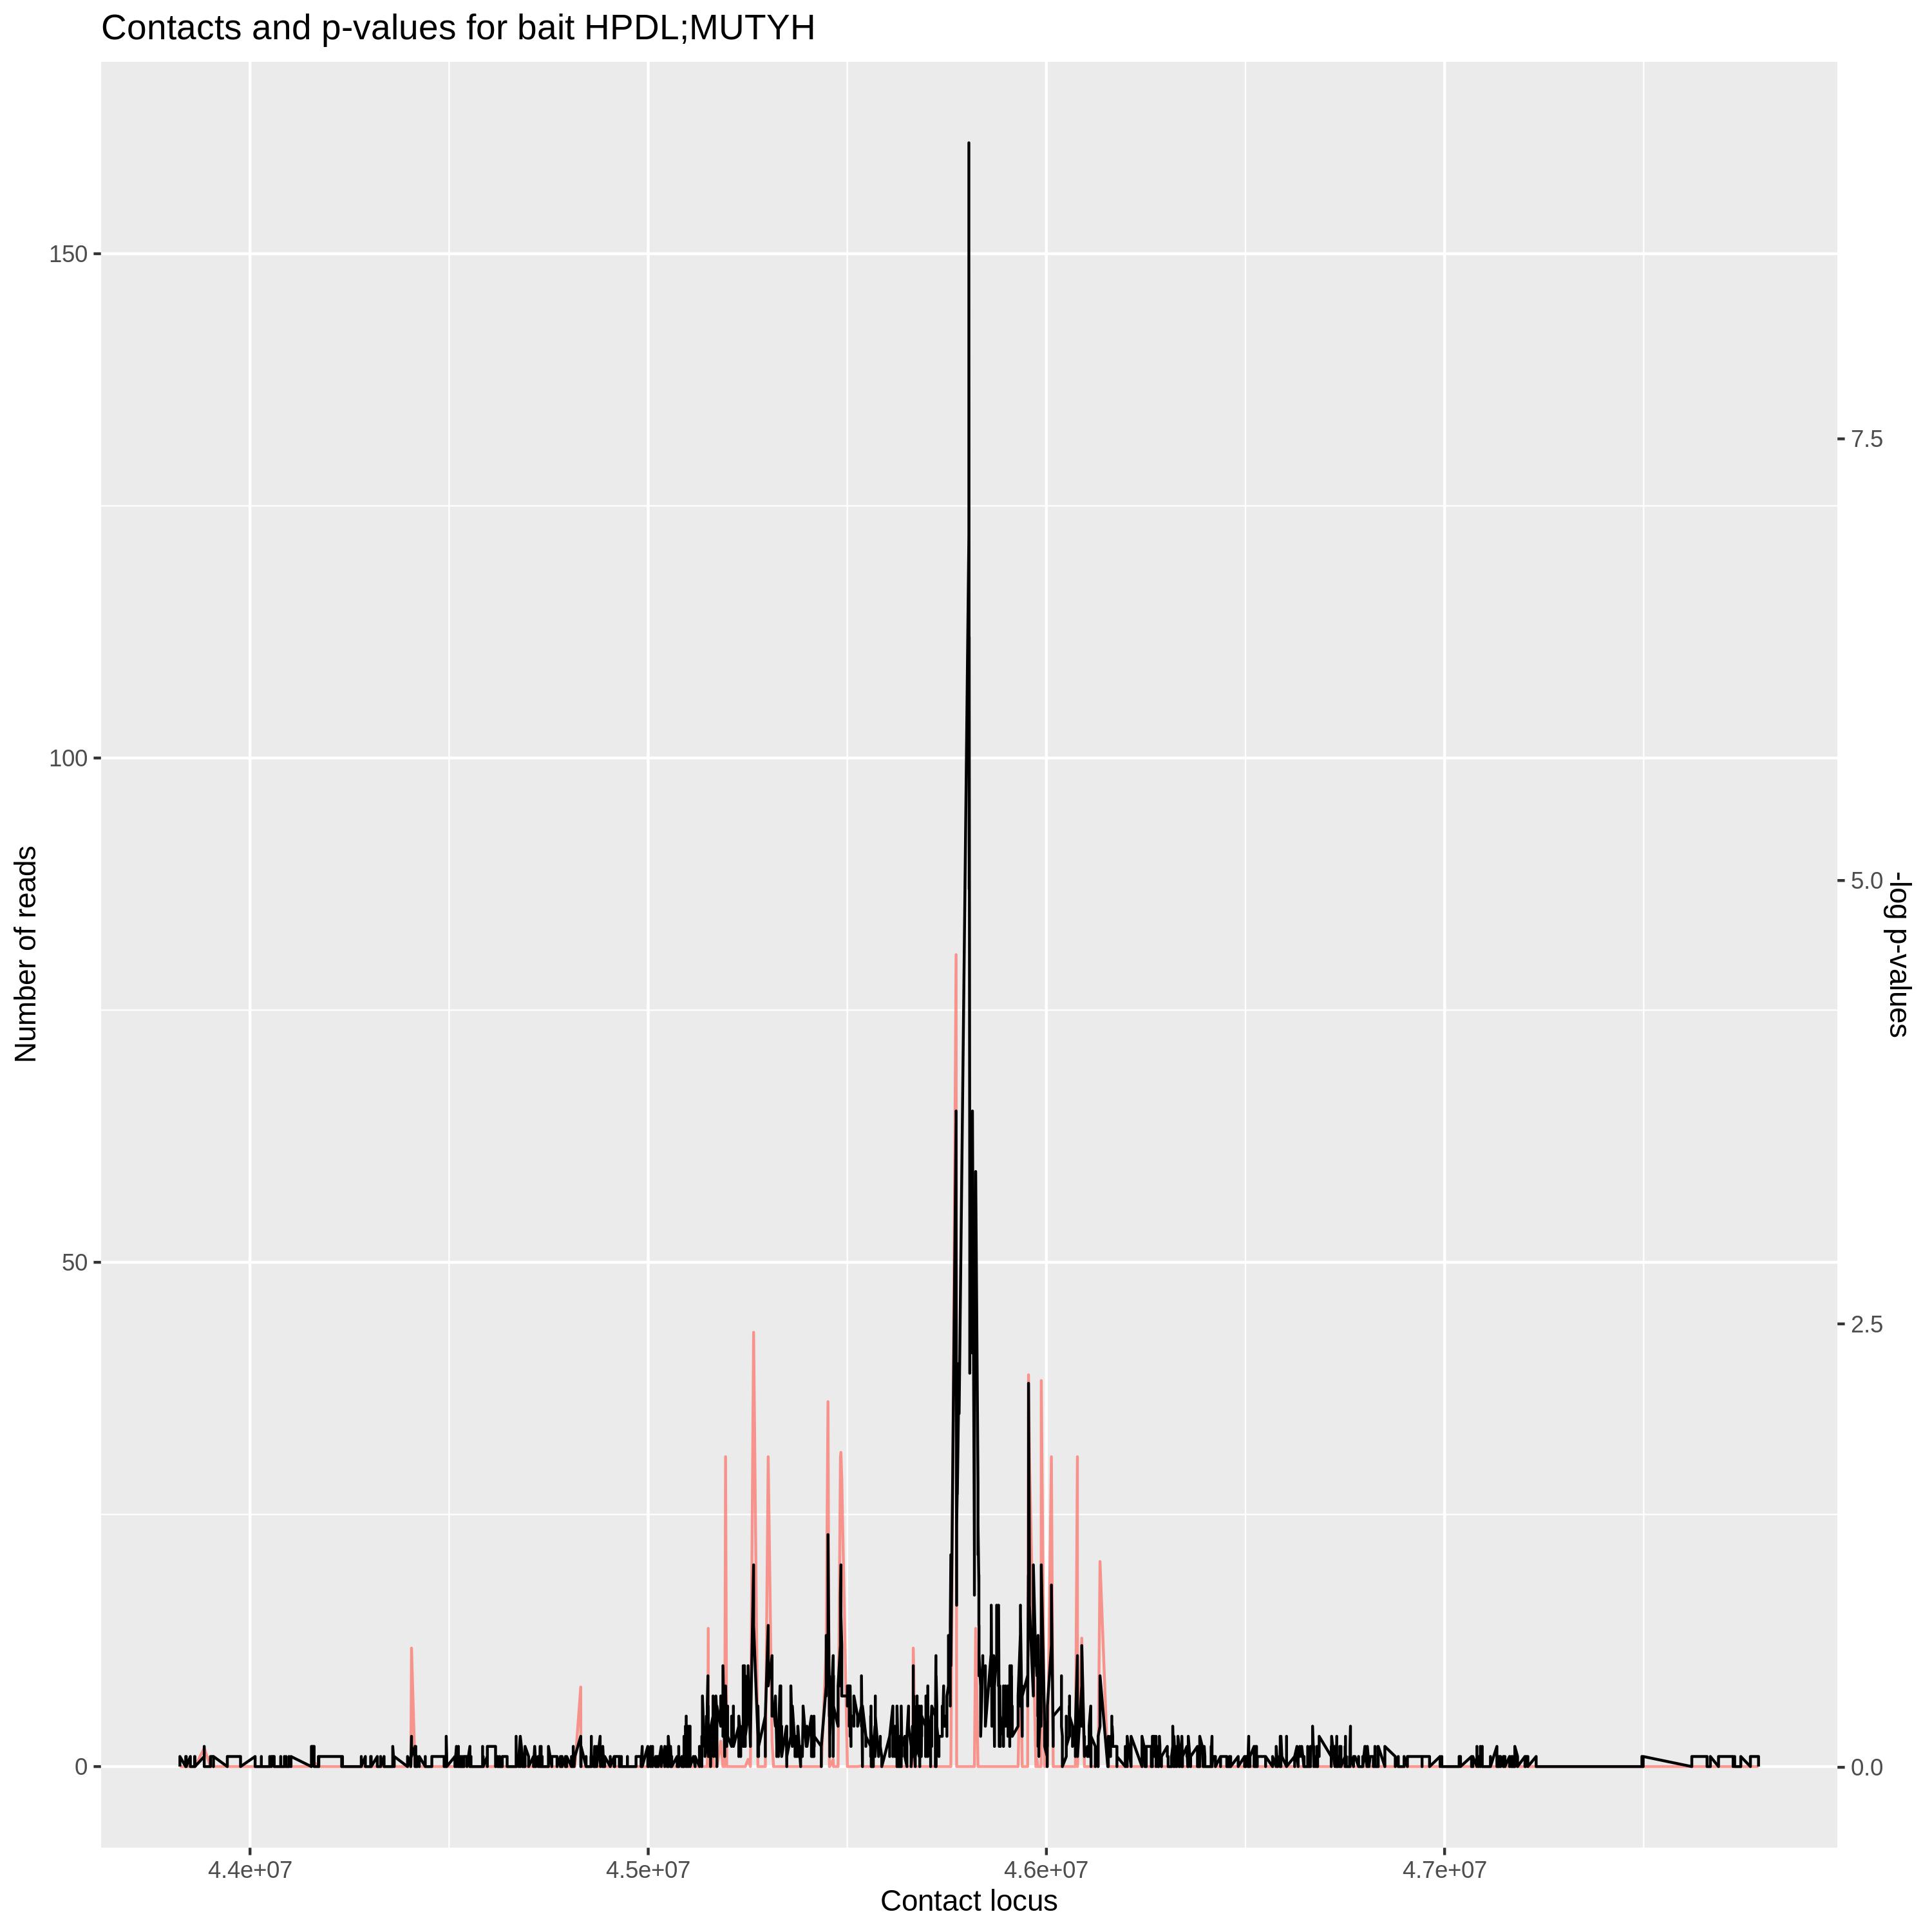 Contacts and p-values for bait HPDL;MUTYH
150
100
50
0
Number of reads
7.5
5.0
2.5
0.0
-log p-values
4.4e+07
4.5e+07
4.6e+07
4.7e+07
Contact locus